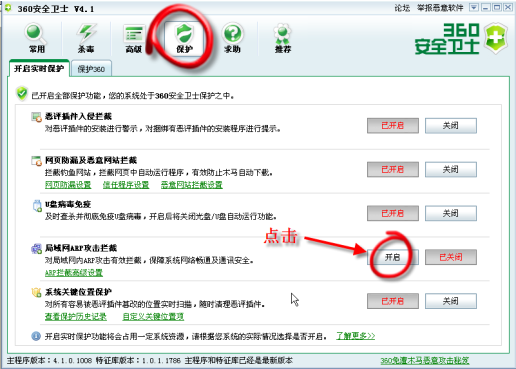 360安全卫士 V4.1
论坛 举报恶意软件
常用 杀毒 高级 保护 求助 推荐
360
安全卫士
开启实时保护 保护360
已开启全部保护功能，您的系统处于360安全卫士保护之中。
恶评插件入侵拦截
对恶评插件的安装进行警示，对捆绑有恶评插件的安装程序进行提示。
已开启 关闭
网页防漏及恶意网站拦截
拦截钓鱼网站，拦截网页中自动运行程序，有效防止木马自动下载。
网页防漏设置 信任程序设置 恶意网站拦截设置
已开启 关闭
U盘病毒免疫
及时查杀并彻底免疫U盘病毒，开启后将关闭光盘/U盘自动运行功能。
已开启 关闭
点击
局域网ARP攻击拦截
对局域网内ARP攻击有效拦截，保障系统网络畅通及通讯安全。
ARP拦截高级设置
开启 已关闭
系统关键位置保护
对所有容易被恶评插件篡改的位置实时扫描，随时清理恶评插件。
查看保护历史记录 自定义关键位置项
已开启 关闭
开启实时保护功能将会占用一定系统资源，请根据您系统的实际情况选择是否开启。 了解更多>>
主程序版本：4.1.0.1008 特征库版本：1.0.1.1786 主程序和特征库已经是最新版本
360免遭木马恶意攻击秘笈